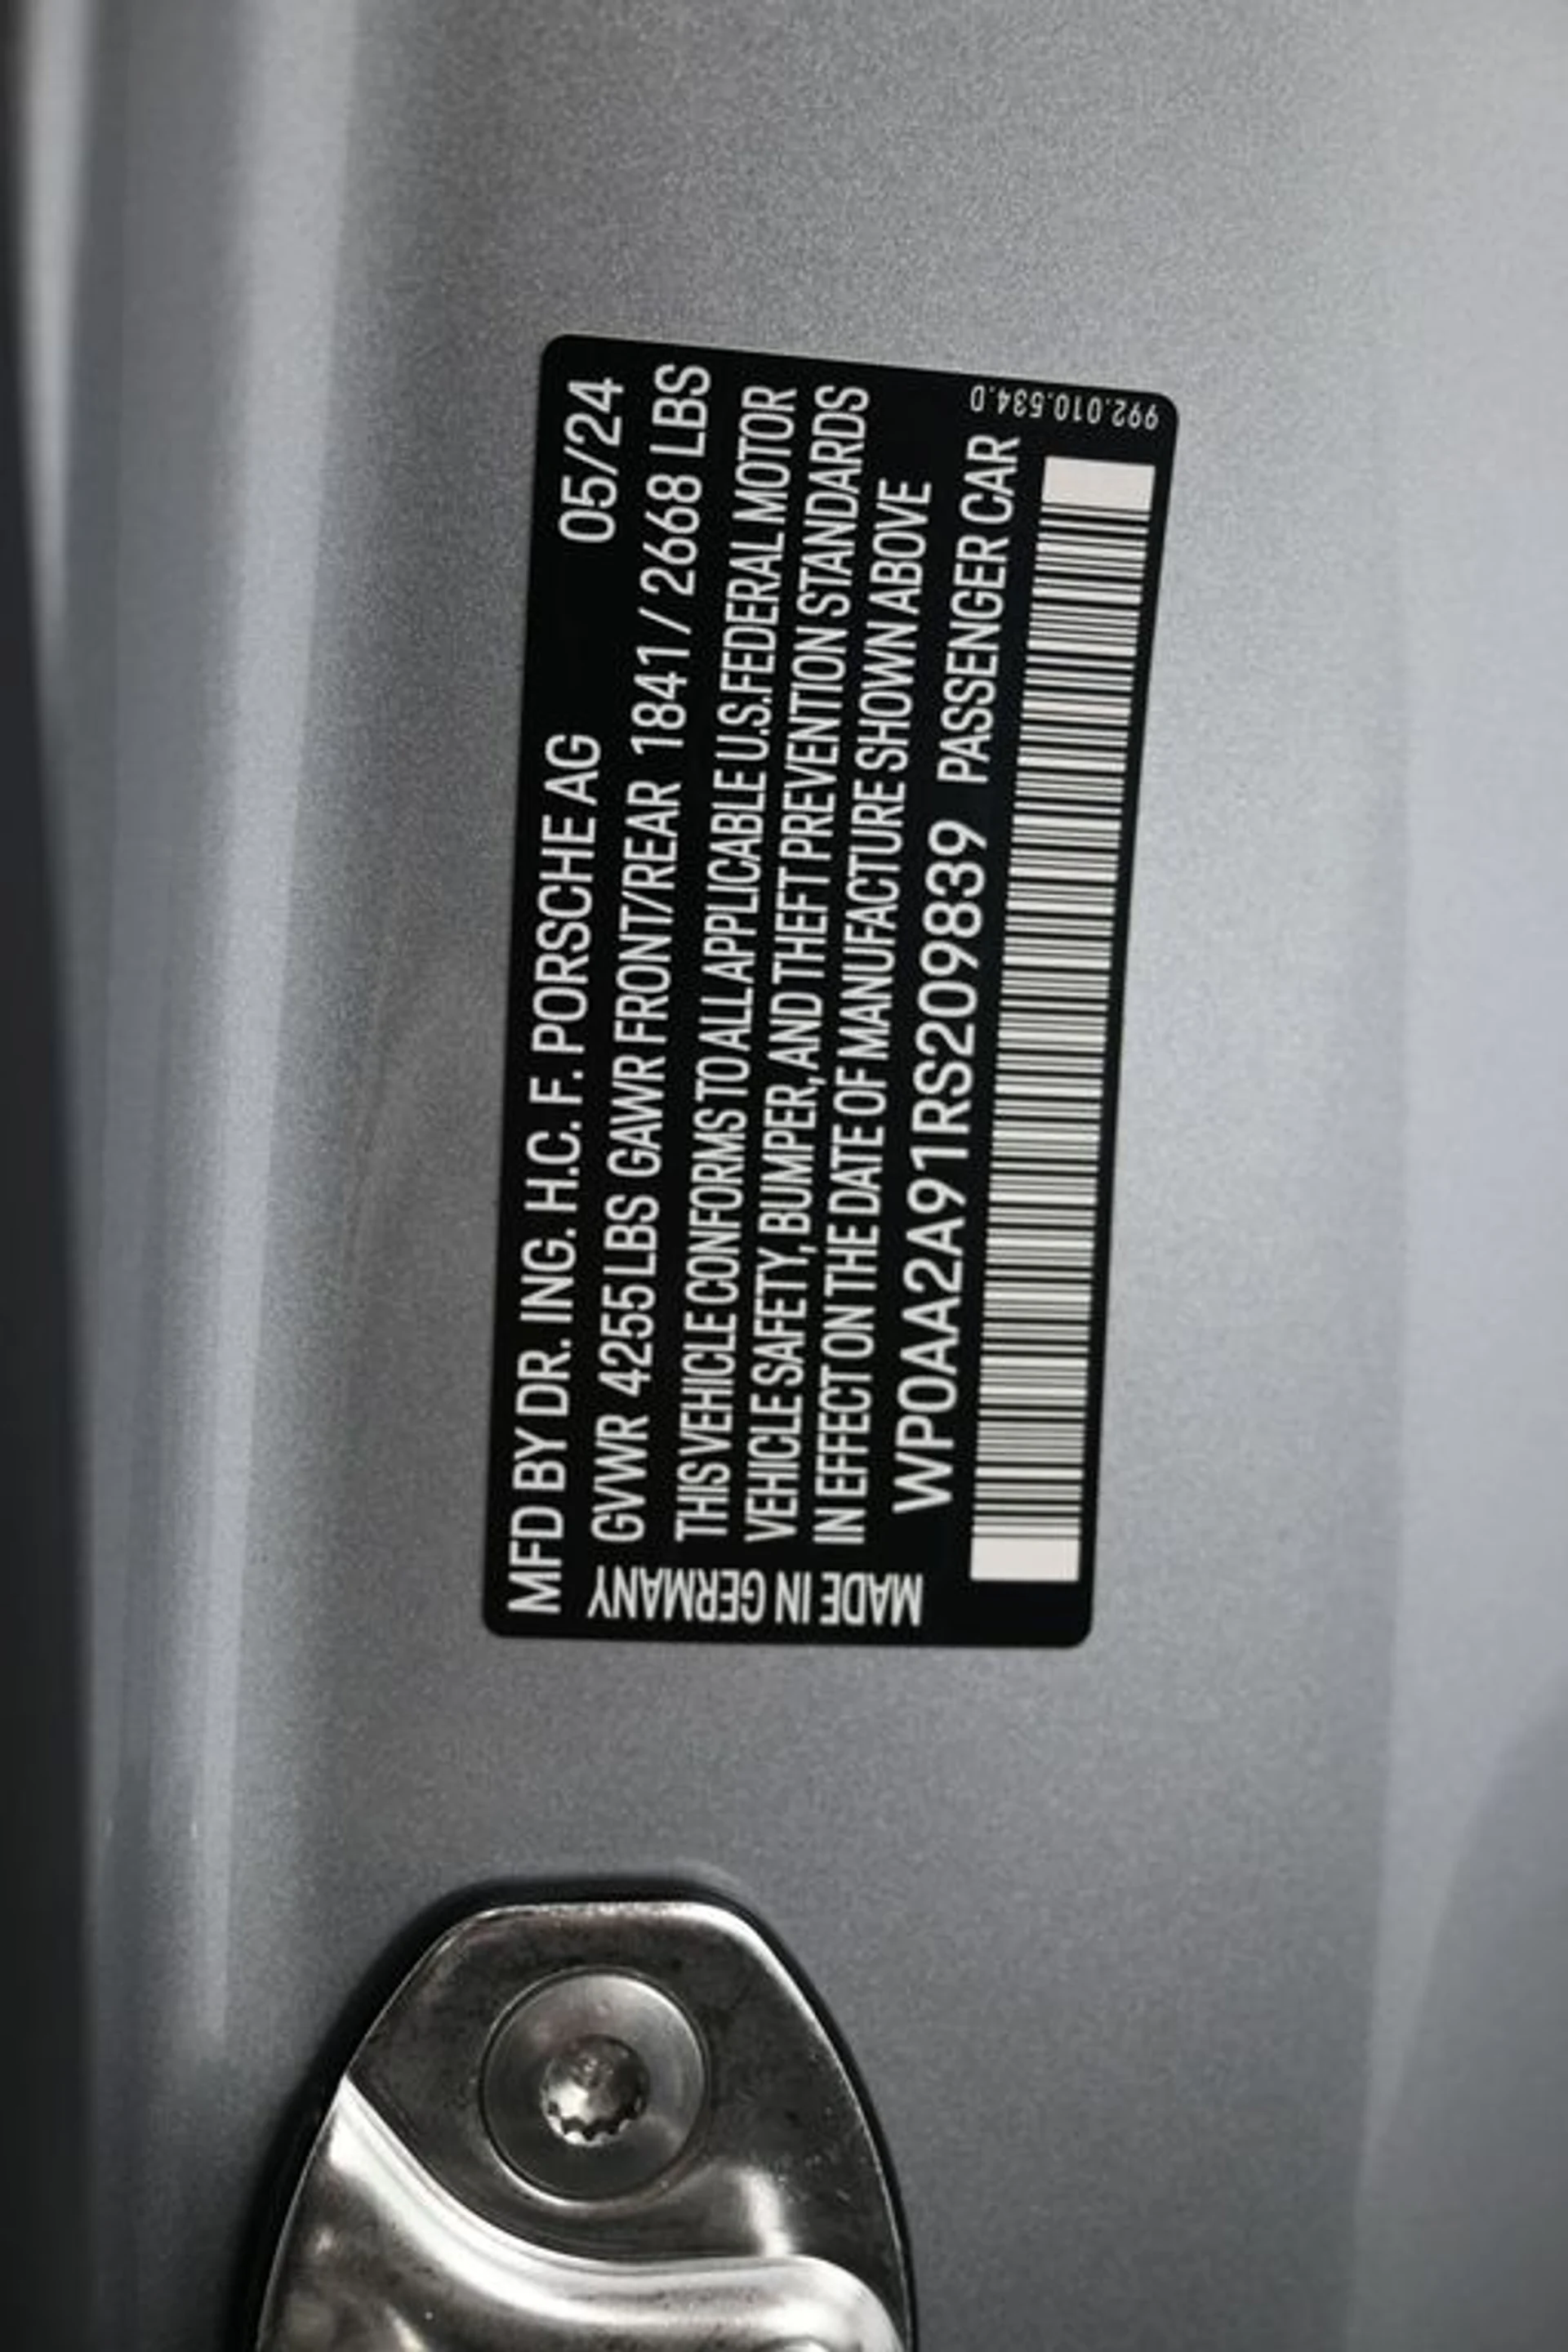 MFD BY DR. ING. H.C. F. PORSCHE AG 05/24
GVWR 4255 LBS GAWR FRONT/REAR 1841 / 2668 LBS
THIS VEHICLE CONFORMS TO ALL APPLICABLE U.S.FEDERAL MOTOR
VEHICLE SAFETY, BUMPER, AND THEFT PREVENTION STANDARDS
IN EFFECT ON THE DATE OF MANUFACTURE SHOWN ABOVE
WP0AA2A91RS209839 PASSENGER CAR
MADE IN GERMANY
992.010.534.D